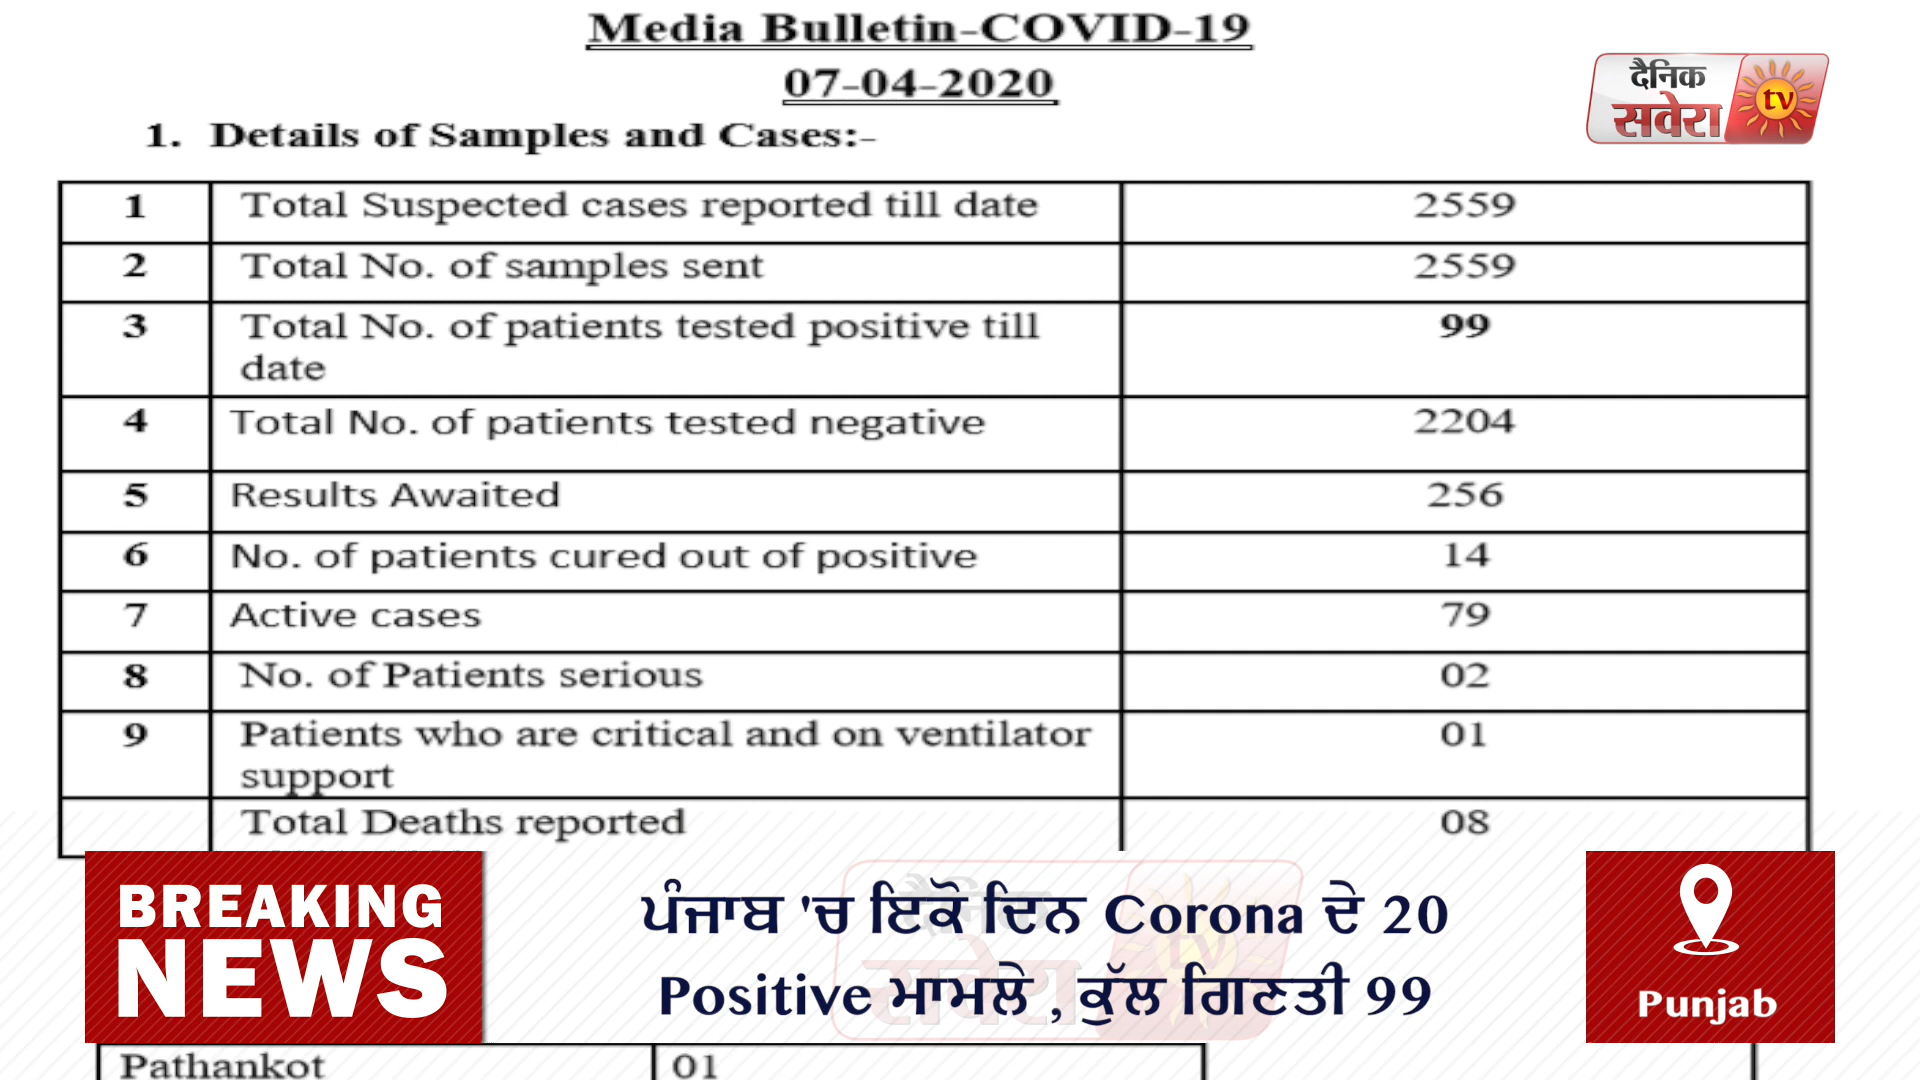 Media Bulletin-COVID-19
07-04-2020
दैनिक
सवेरा tv
1. Details of Samples and Cases:-
1 Total Suspected cases reported till date 2559
2 Total No. of samples sent 2559
3 Total No. of patients tested positive till 99
date
4 Total No. of patients tested negative 2204
5 Results Awaited 256
6 No. of patients cured out of positive 14
7 Active cases 79
8 No. of Patients serious 02
9 Patients who are critical and on ventilator 01
support
Total Deaths reported 08
BREAKING
NEWS
ਪੰਜਾਬ 'ਚ ਇਕੋ ਦਿਨ Corona ਦੇ 20
Positive ਮਾਮਲੇ , ਕੁੱਲ ਗਿਣਤੀ 99
Punjab
Pathankot 01